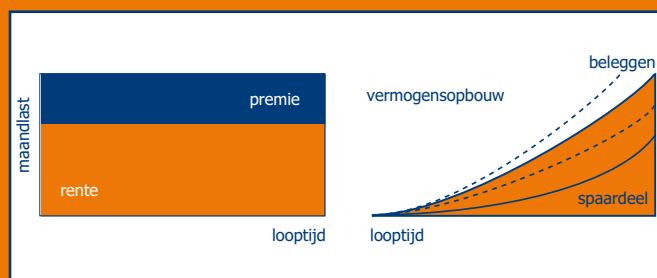 maandlast
premie
rente
looptijd
vermogensopbouw
beleggen
spaardeel
looptijd